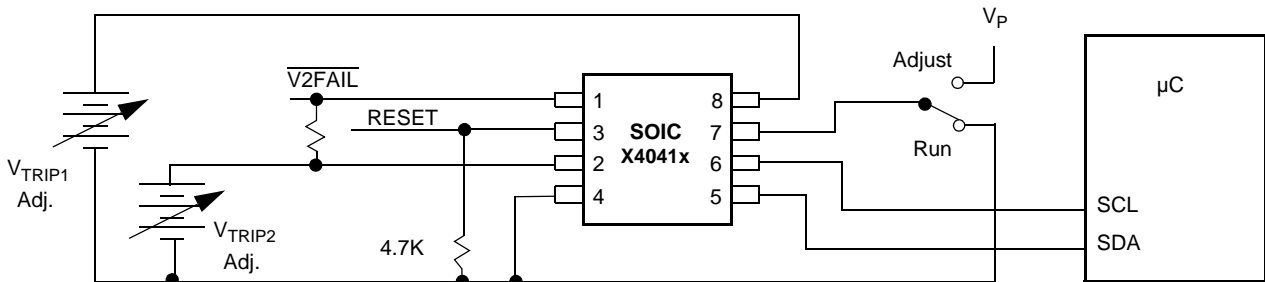 V_P
Adjust
Run
V2FAIL
RESET
SOIC
X4041x
1
3
2
4
8
7
6
5
µC
SCL
SDA
V_TRIP1
Adj.
V_TRIP2
Adj.
4.7K